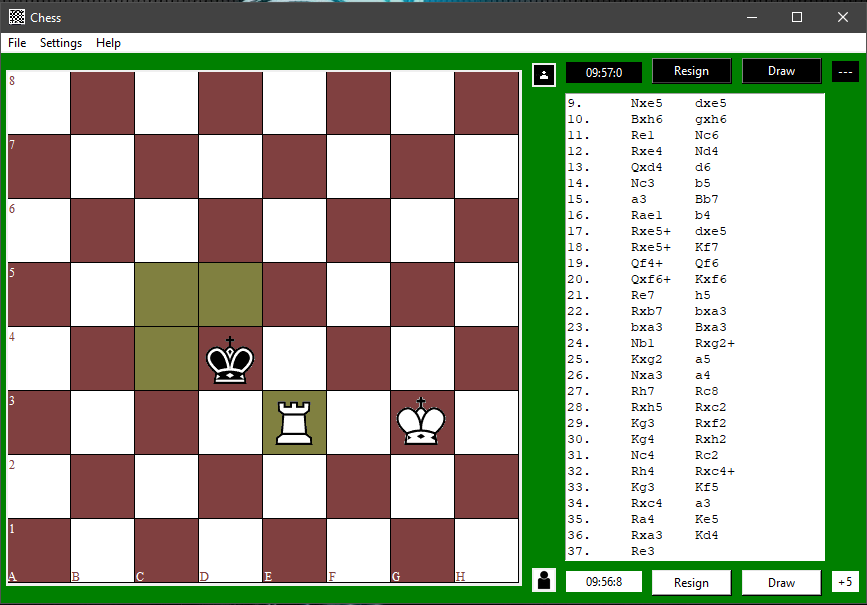 Chess
File Settings Help
09:57:0 Resign Draw ---
9. Nxe5 dxe5
10. Bxh6 gxh6
11. Re1 Nc6
12. Rxe4 Nd4
13. Qxd4 d6
14. Nc3 b5
15. a3 Bb7
16. Rae1 b4
17. Rxe5+ dxe5
18. Rxe5+ Kf7
19. Qf4+ Qf6
20. Qxf6+ Kxf6
21. Re7 h5
22. Rxb7 bxa3
23. bxa3 Bxa3
24. Nb1 Rxg2+
25. Kxg2 a5
26. Nxa3 a4
27. Rh7 Rc8
28. Rxh5 Rxc2
29. Kg3 Rxf2
30. Kg4 Rxh2
31. Nc4 Rc2
32. Rh4 Rxc4+
33. Kg3 Kf5
34. Rxc4 a3
35. Ra4 Ke5
36. Rxa3 Kd4
37. Re3
8
7
6
5
4
3
2
1
A B C D E F G H
09:56:8 Resign Draw +5